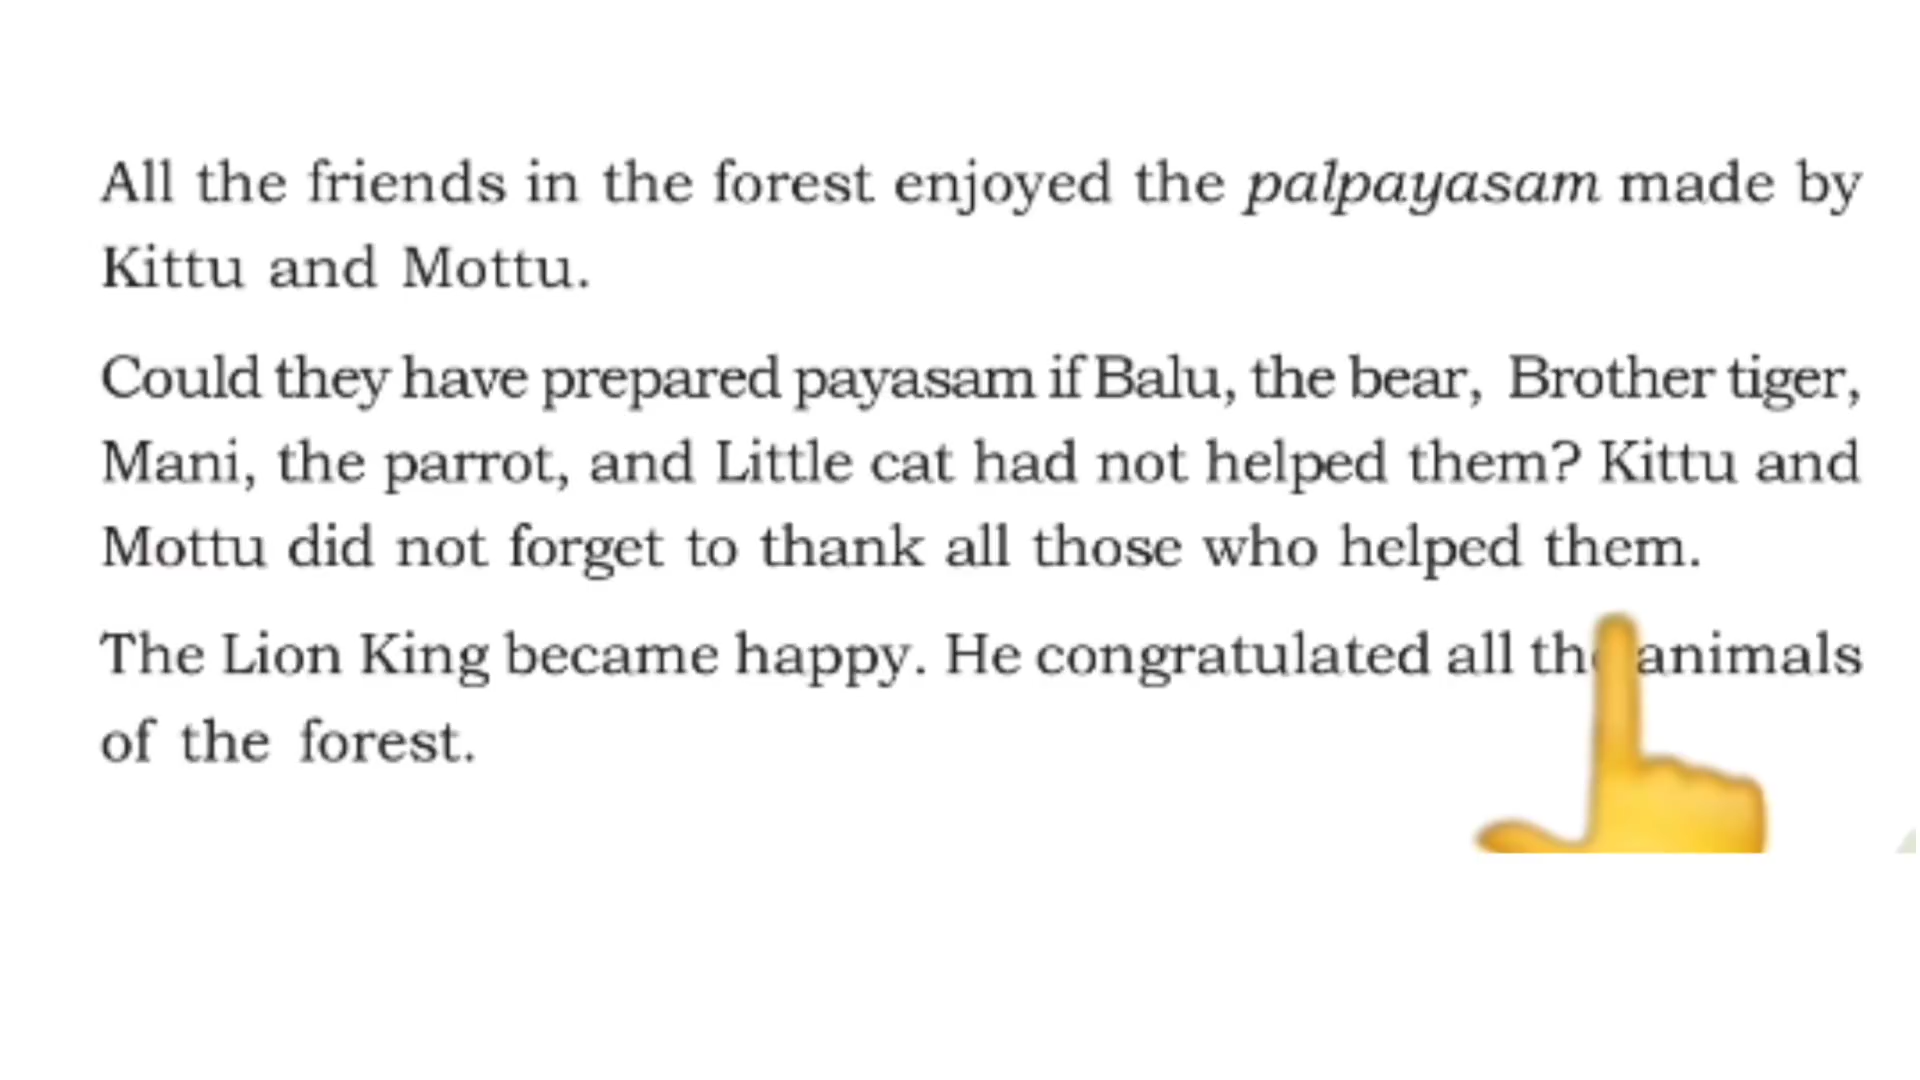 All the friends in the forest enjoyed the palpayasam made by
Kittu and Mottu.
Could they have prepared payasam if Balu, the bear, Brother tiger,
Mani, the parrot, and Little cat had not helped them? Kittu and
Mottu did not forget to thank all those who helped them.
The Lion King became happy. He congratulated all the animals
of the forest.